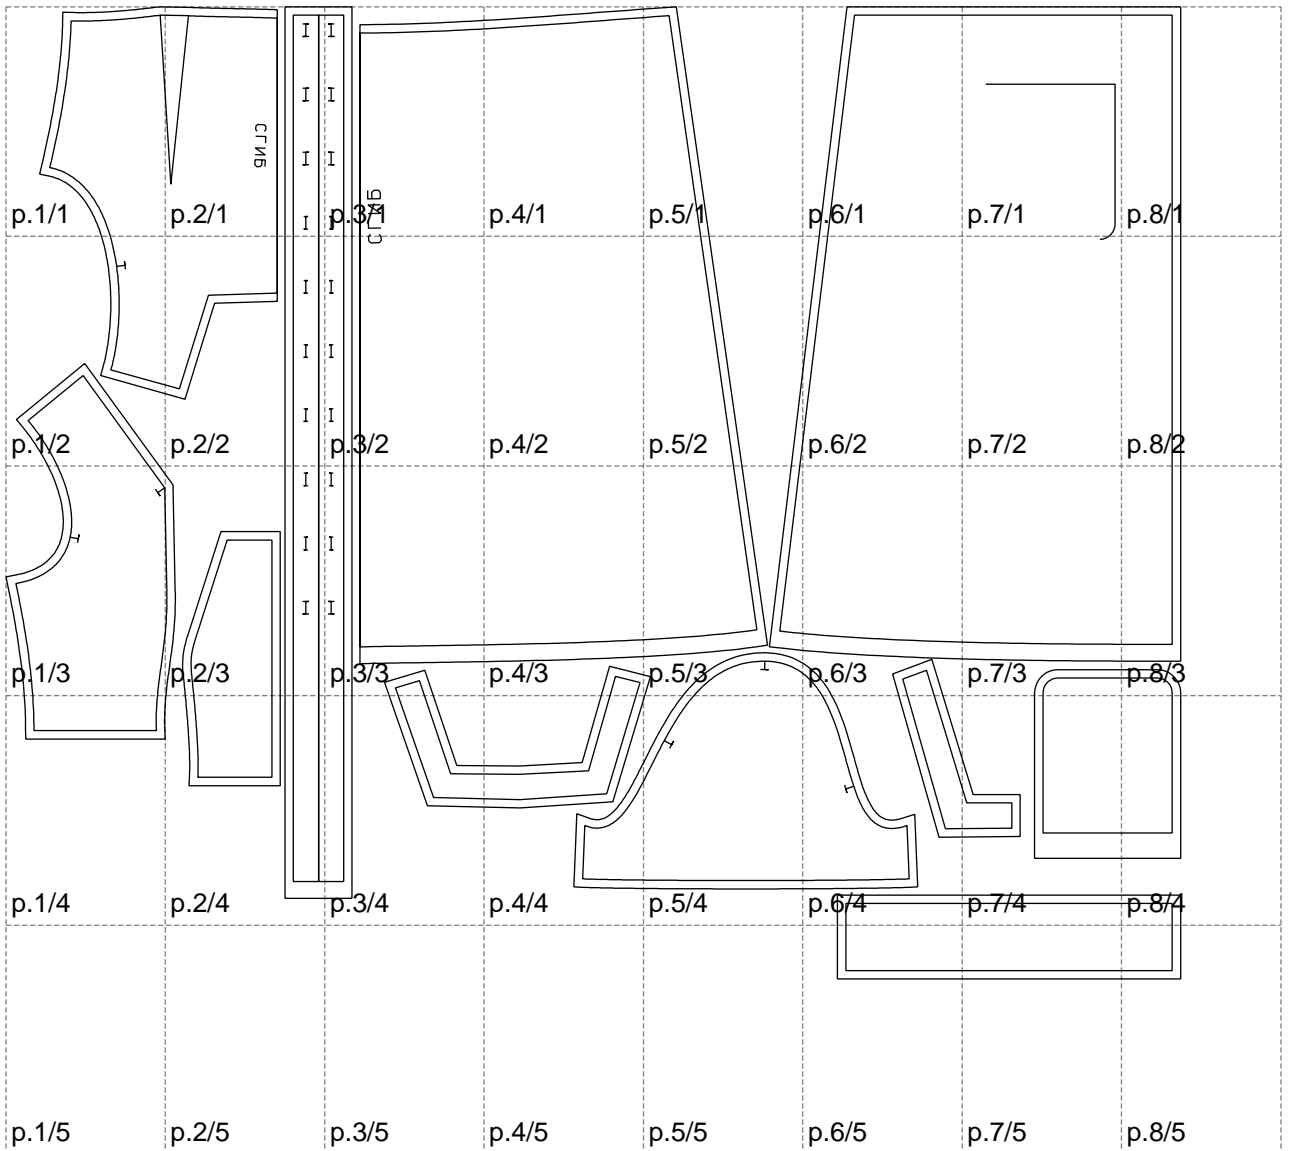 СГИБ
СГИБ
p.1/1 p.2/1 p.3/1 p.4/1 p.5/1 p.6/1 p.7/1 p.8/1
p.1/2 p.2/2 p.3/2 p.4/2 p.5/2 p.6/2 p.7/2 p.8/2
p.1/3 p.2/3 p.3/3 p.4/3 p.5/3 p.6/3 p.7/3 p.8/3
p.1/4 p.2/4 p.3/4 p.4/4 p.5/4 p.6/4 p.7/4 p.8/4
p.1/5 p.2/5 p.3/5 p.4/5 p.5/5 p.6/5 p.7/5 p.8/5